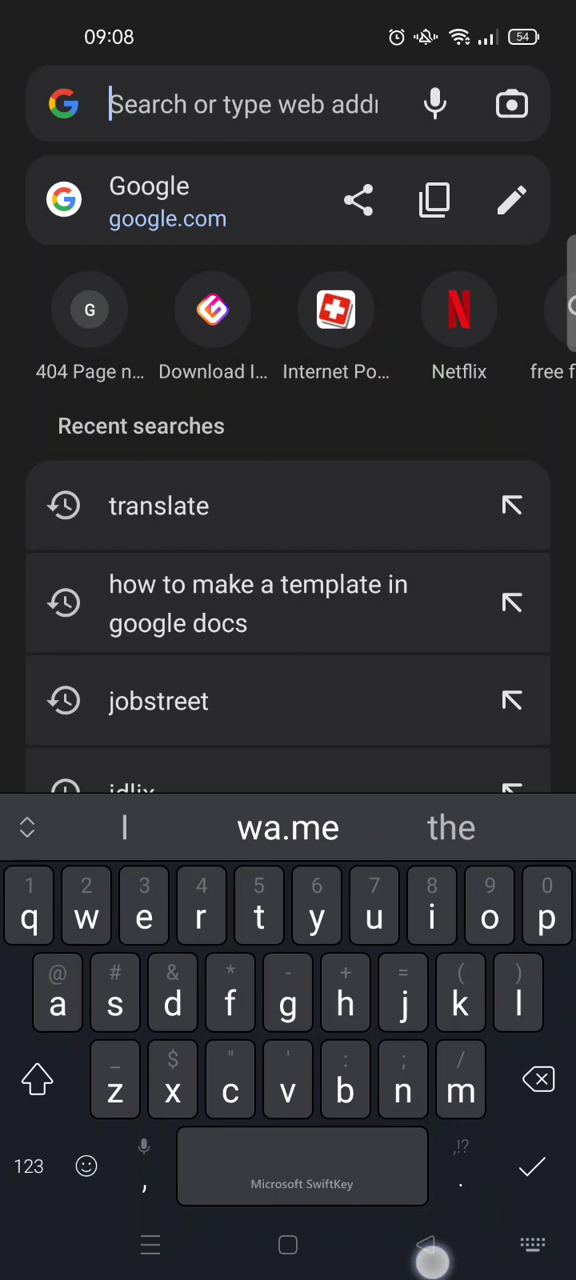 09:08
54
Search or type web addr
Google
google.com
G
404 Page n...
Download I...
Internet Po...
Netflix
free f
Recent searches
translate
how to make a template in
google docs
jobstreet
idlix
I
wa.me
the
1 2 3 4 5 6 7 8 9 0
q w e r t y u i o p
@ # & * - + = ( )
a s d f g h j k l
_ $ " ' : ; /
z x c v b n m
123
,
Microsoft SwiftKey
,!?
.